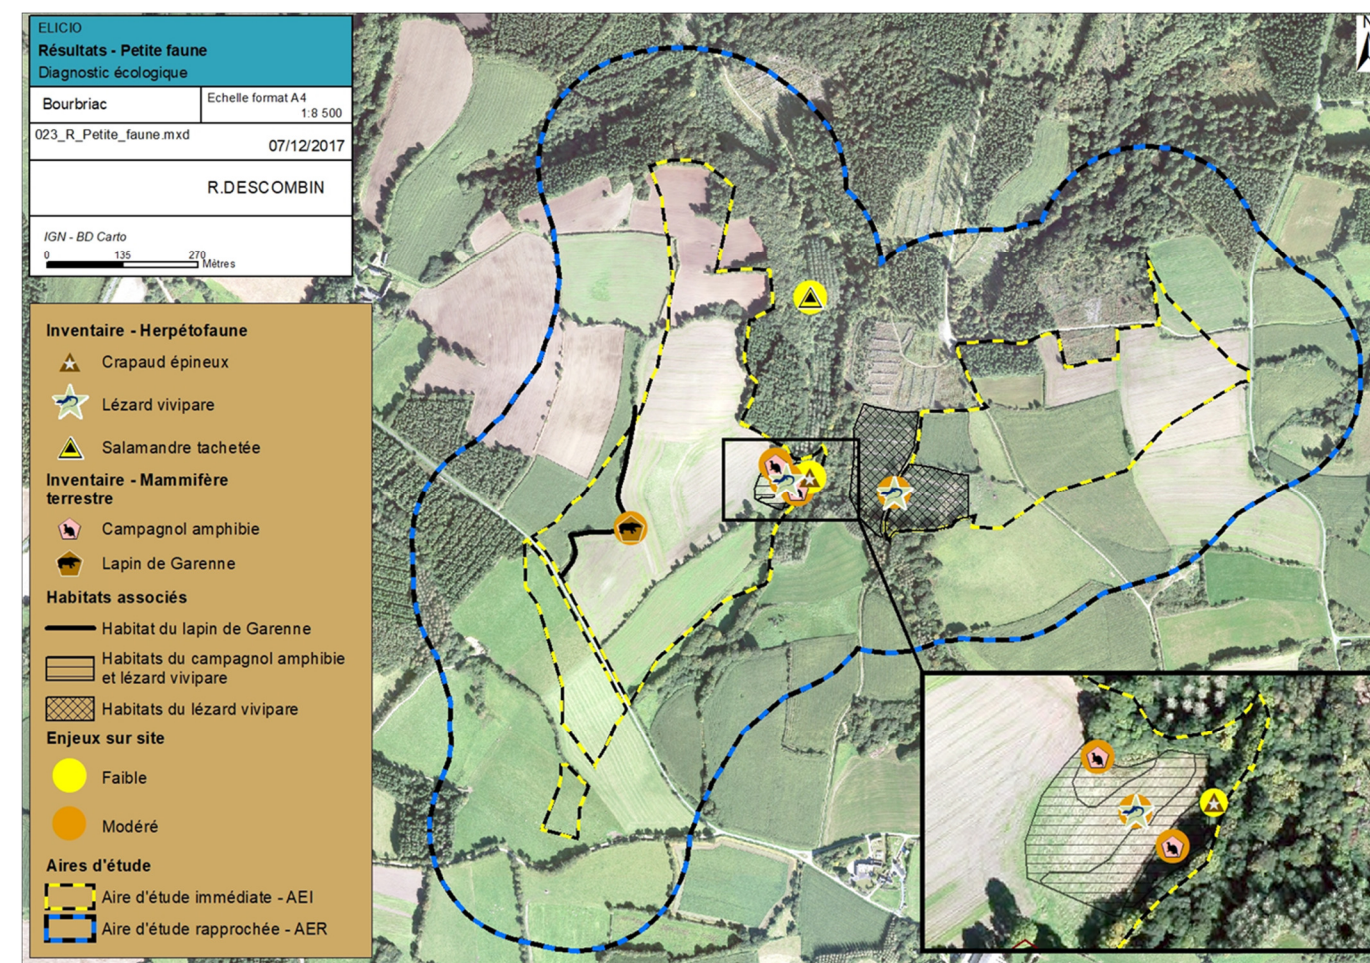 ELICIO
Résultats - Petite faune
Diagnostic écologique
Bourbriac
Echelle format A4
1:8 500
023_R_Petite_faune.mxd
07/12/2017
R.DESCOMBIN
IGN - BD Carto
0 135 270
Mètres
Inventaire - Herpétofaune
Crapaud épineux
Lézard vivipare
Salamandre tachetée
Inventaire - Mammifère
terrestre
Campagnol amphibie
Lapin de Garenne
Habitats associés
Habitat du lapin de Garenne
Habitats du campagnol amphibie
et lézard vivipare
Habitats du lézard vivipare
Enjeux sur site
Faible
Modéré
Aires d'étude
Aire d'étude immédiate - AEI
Aire d'étude rapprochée - AER